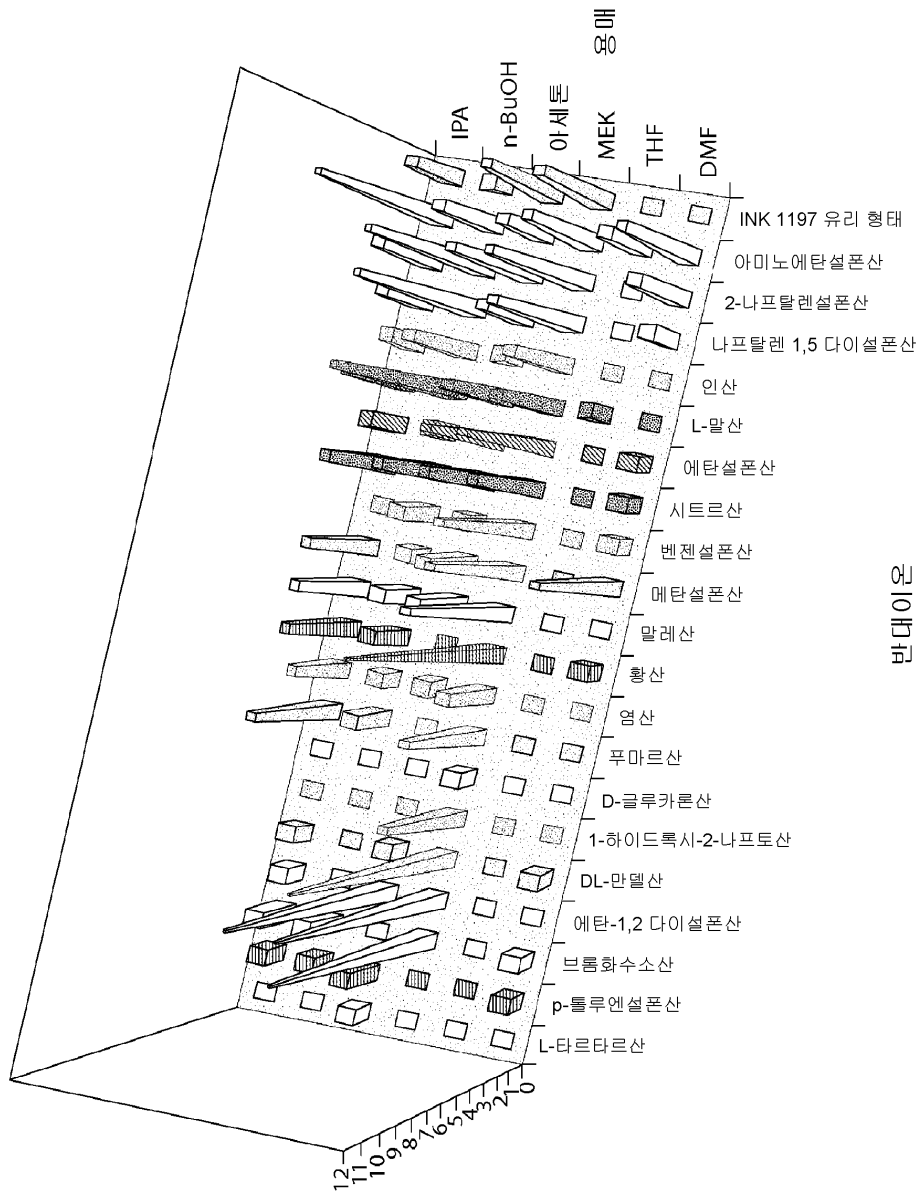 용매
IPA
n-BuOH
아세톤
MEK
THF
DMF
INK 1197 유리 형태
아미노에탄설폰산
2-나프탈렌설폰산
나프탈렌 1,5 다이설폰산
인산
L-말산
에탄설폰산
시트르산
벤젠설폰산
메탄설폰산
말레산
황산
염산
푸마르산
D-글루카론산
1-하이드록시-2-나프토산
DL-만델산
에탄-1,2 다이설폰산
브롬화수소산
p-톨루엔설폰산
L-타르타르산
반대이온
0
1
2
3
4
5
6
7
8
9
10
11
12